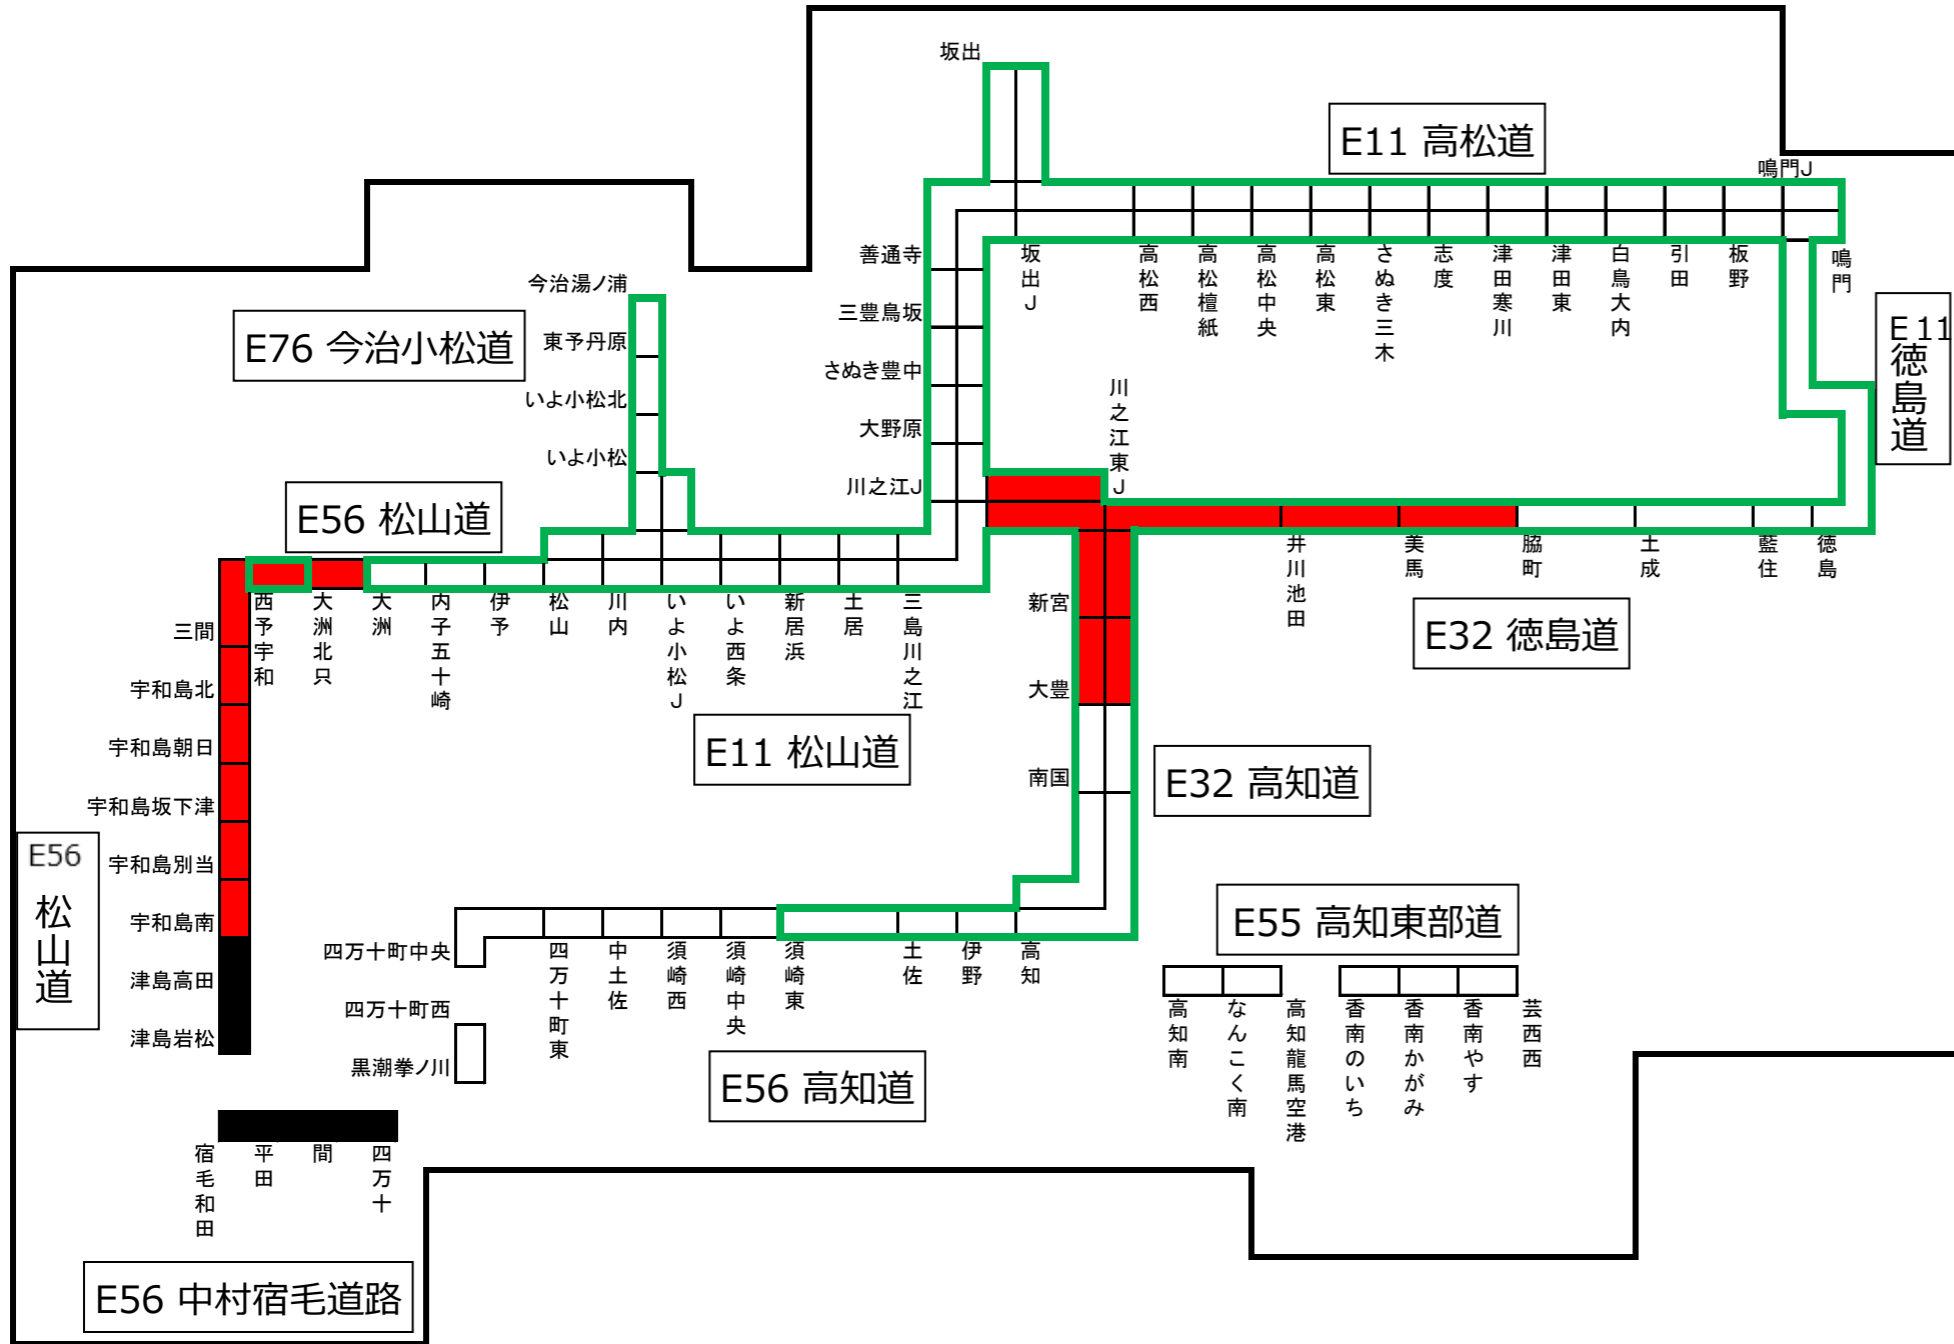 坂出
E11 高松道
鳴門J
善通寺
三豊鳥坂
さぬき豊中
大野原
川之江J
坂出J
高松西
高松檀紙
高松中央
高松東
さぬき三木
志度
津田寒川
津田東
白鳥大内
引田
板野
鳴門
E11
徳島道
今治湯ノ浦
東予丹原
いよ小松北
いよ小松
E76 今治小松道
川之江東J
E56 松山道
西予宇和
大洲北只
大洲
内子五十崎
伊予
松山
川内
いよ小松J
いよ西条
新居浜
土居
三島川之江
井川池田
美馬
脇町
土成
藍住
徳島
新宮
大豊
南国
E32 徳島道
三間
宇和島北
宇和島朝日
宇和島坂下津
宇和島別当
宇和島南
津島高田
津島岩松
E56
松山道
E11 松山道
E32 高知道
四万十町中央
四万十町西
黒潮拳ノ川
四万十町東
中土佐
須崎西
須崎中央
須崎東
土佐
伊野
高知
E55 高知東部道
高知南
なんこく南
高知龍馬空港
香南のいち
香南かがみ
香南やす
芸西西
E56 高知道
宿毛和田
平田
間
四万十
E56 中村宿毛道路